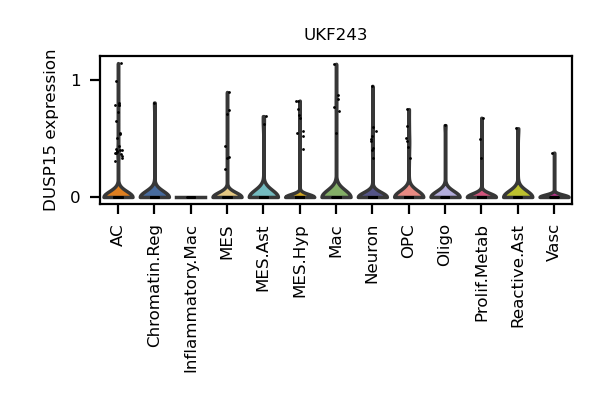 UKF243
DUSP15 expression
1
0
AC
Chromatin.Reg
Inflammatory.Mac
MES
MES.Ast
MES.Hyp
Mac
Neuron
OPC
Oligo
Prolif.Metab
Reactive.Ast
Vasc